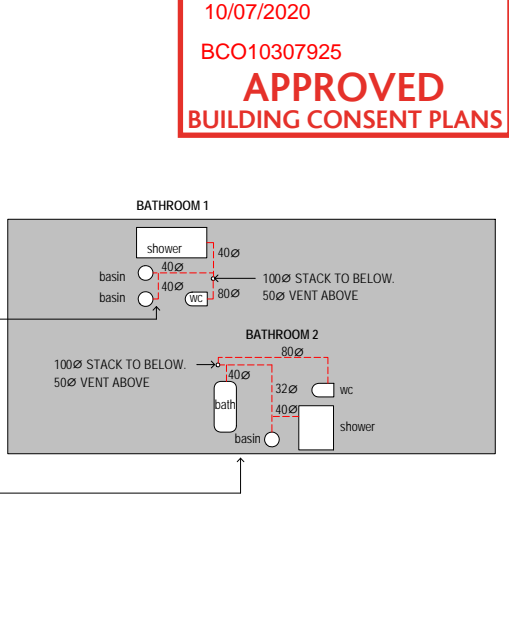 10/07/2020
BCO10307925
APPROVED
BUILDING CONSENT PLANS
BATHROOM 1
shower
40Ø
basin
40Ø
100Ø STACK TO BELOW.
50Ø VENT ABOVE
basin
40Ø
WC
80Ø
BATHROOM 2
80Ø
100Ø STACK TO BELOW.
50Ø VENT ABOVE
40Ø
32Ø
wc
bath
40Ø
shower
basin